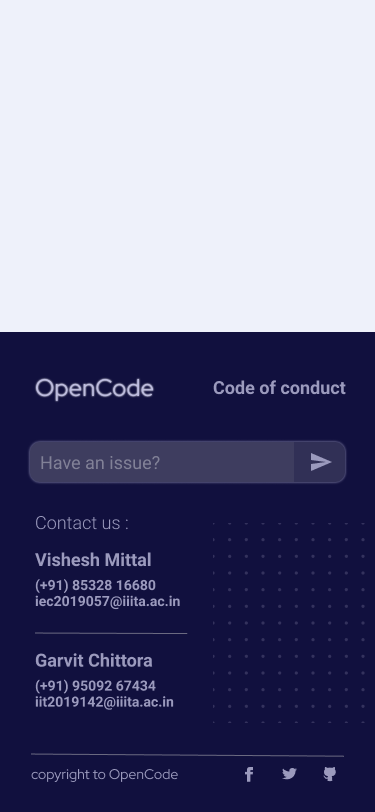 OpenCode
Code of conduct
Have an issue?
Contact us :
Vishesh Mittal
(+91) 85328 16680
iec2019057@iiita.ac.in
Garvit Chittora
(+91) 95092 67434
iit2019142@iiita.ac.in
copyright to OpenCode